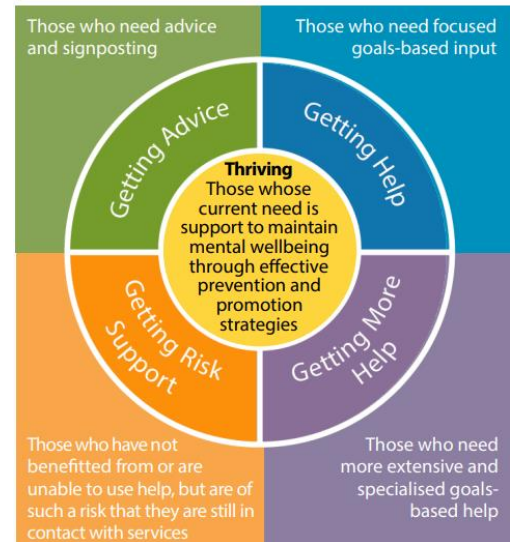 Those who need advice
and signposting
Those who need focused
goals-based input
Getting Advice
Getting Help
Thriving
Those whose
current need is
support to maintain
mental wellbeing
through effective
prevention and
promotion
strategies
Getting Risk
Support
Getting More
Help
Those who have not
benefitted from or are
unable to use help, but are of
such a risk that they are still in
contact with services
Those who need
more extensive and
specialised goals-
based help